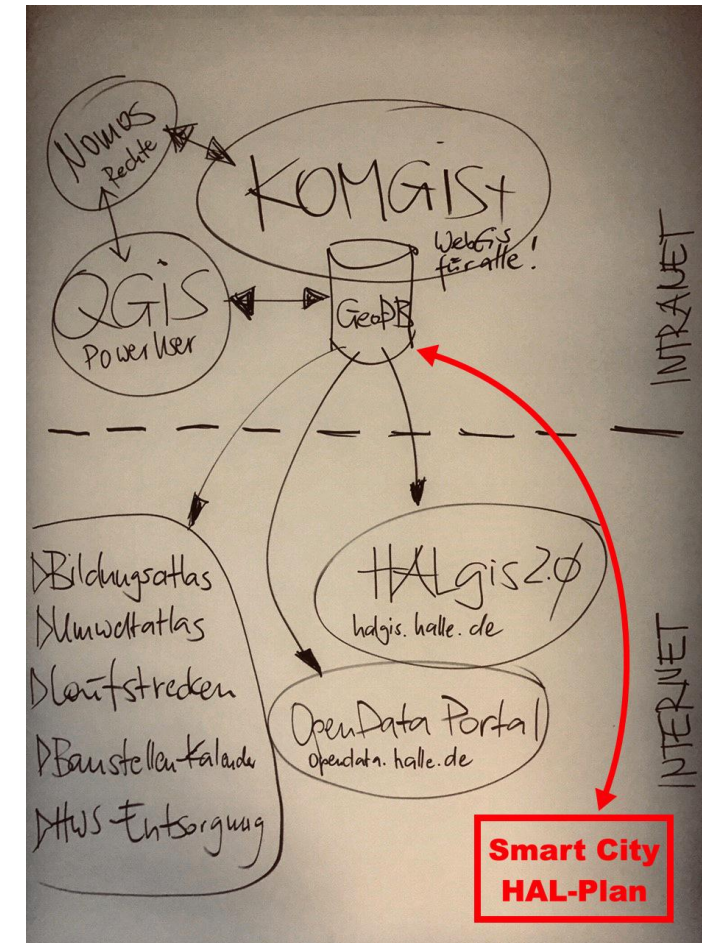 Nomos
Rechte
KOMGIS+
WebGis
für alle!
QGIS
PowerUser
GeoDB
INTRANET
▷Bildungsatlas
▷Umweltatlas
▷Laufstrecken
▷Baustellen-Kalender
▷HWS-Entsorgung
HALgis2.0
halgis.halle.de
OpenData Portal
opendata.halle.de
INTERNET
Smart City
HAL-Plan